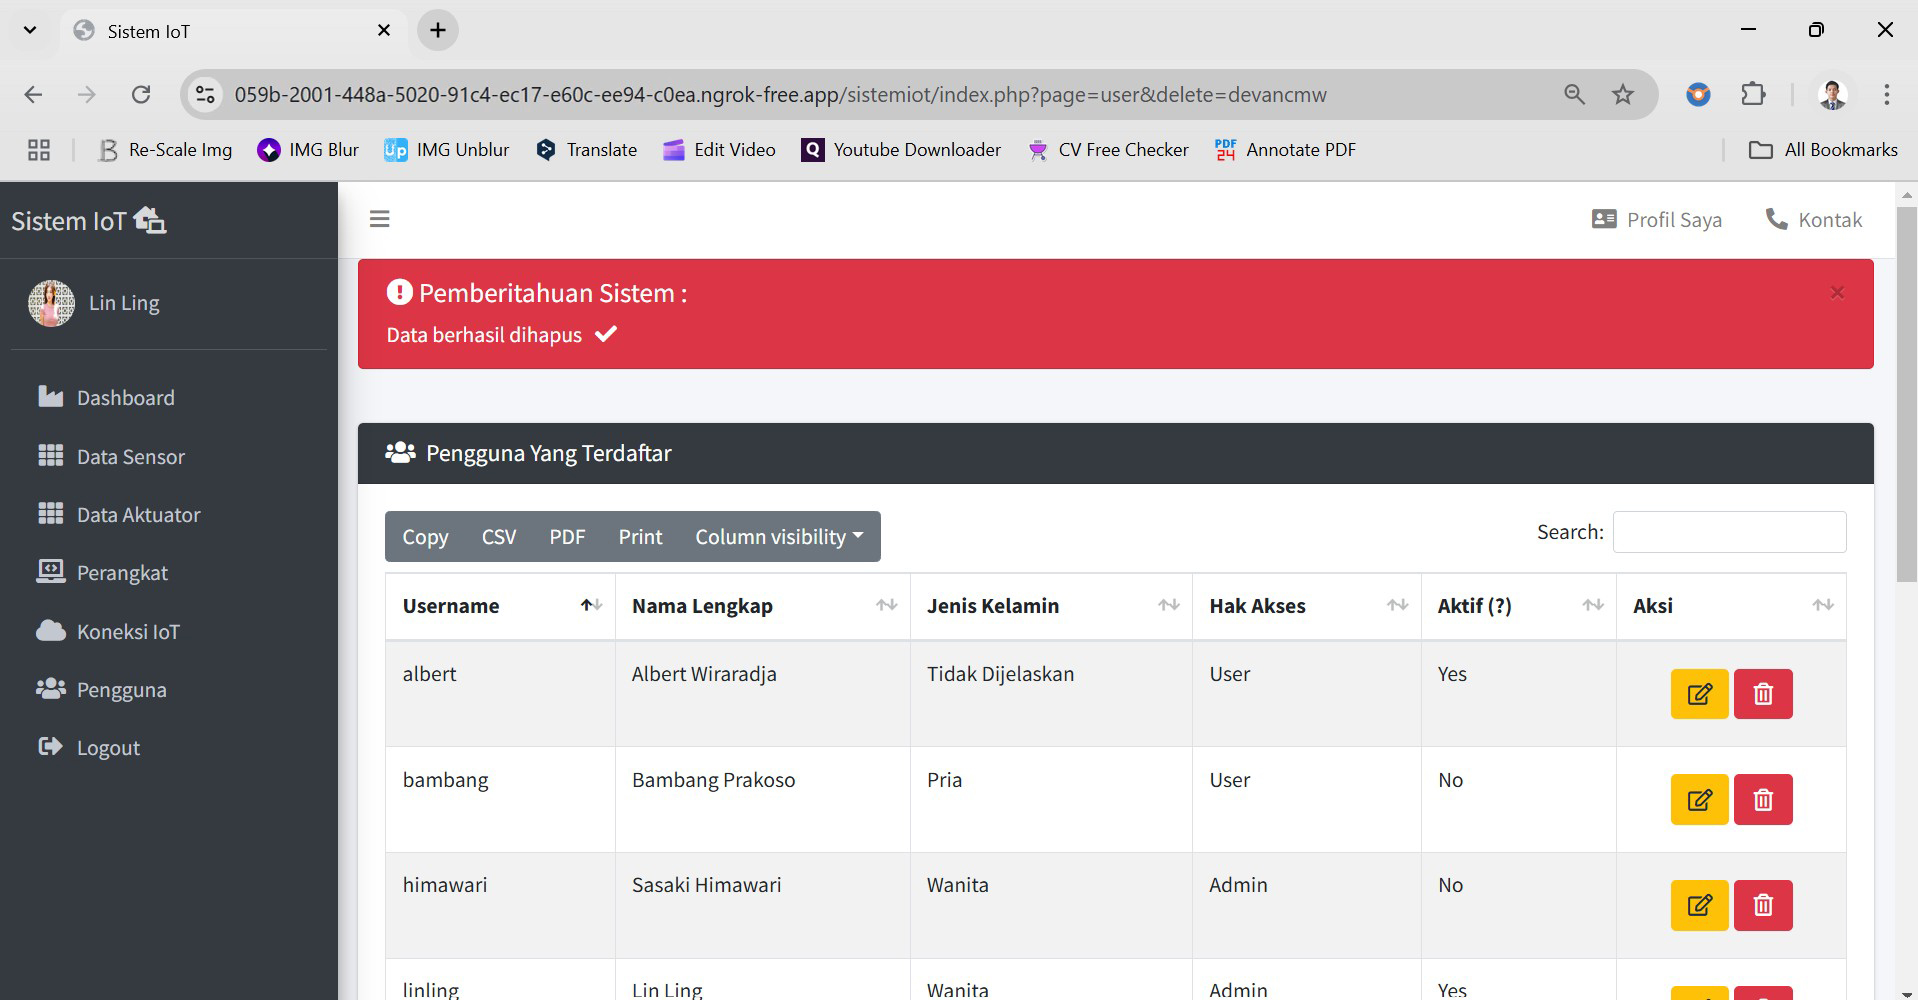 Sistem IoT
059b-2001-448a-5020-91c4-ec17-e60c-ee94-c0ea.ngrok-free.app/sistemiot/index.php?page=user&delete=devancmw
Re-Scale Img IMG Blur Up IMG Unblur Translate Edit Video Q Youtube Downloader CV Free Checker PDF 24 Annotate PDF All Bookmarks
Sistem IoT
Profil Saya Kontak
Lin Ling
Dashboard
Data Sensor
Data Aktuator
Perangkat
Koneksi IoT
Pengguna
Logout
Pemberitahuan Sistem :
×
Data berhasil dihapus
Pengguna Yang Terdaftar
Copy CSV PDF Print Column visibility
Search:
Username Nama Lengkap Jenis Kelamin Hak Akses Aktif (?) Aksi
albert Albert Wiraradja Tidak Dijelaskan User Yes
bambang Bambang Prakoso Pria User No
himawari Sasaki Himawari Wanita Admin No
linling Lin Ling Wanita Admin Yes